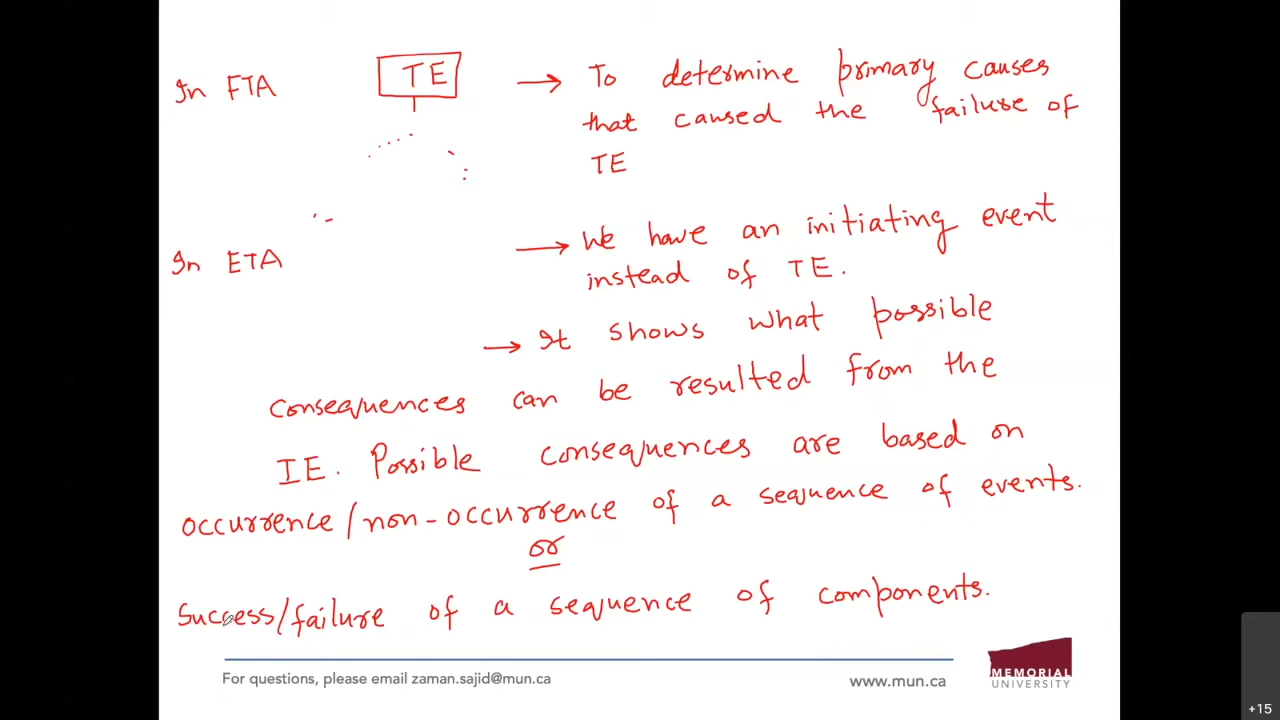 In FTA TE → To determine primary causes
that caused the failure of
TE
In ETA → We have an initiating event
instead of TE.
→ It shows what possible
consequences can be resulted from the
IE. Possible consequences are based on
occurrence/non-occurrence of a sequence of events.
or
Success/failure of a sequence of components.
For questions, please email zaman.sajid@mun.ca
www.mun.ca
MEMORIAL
UNIVERSITY
+15